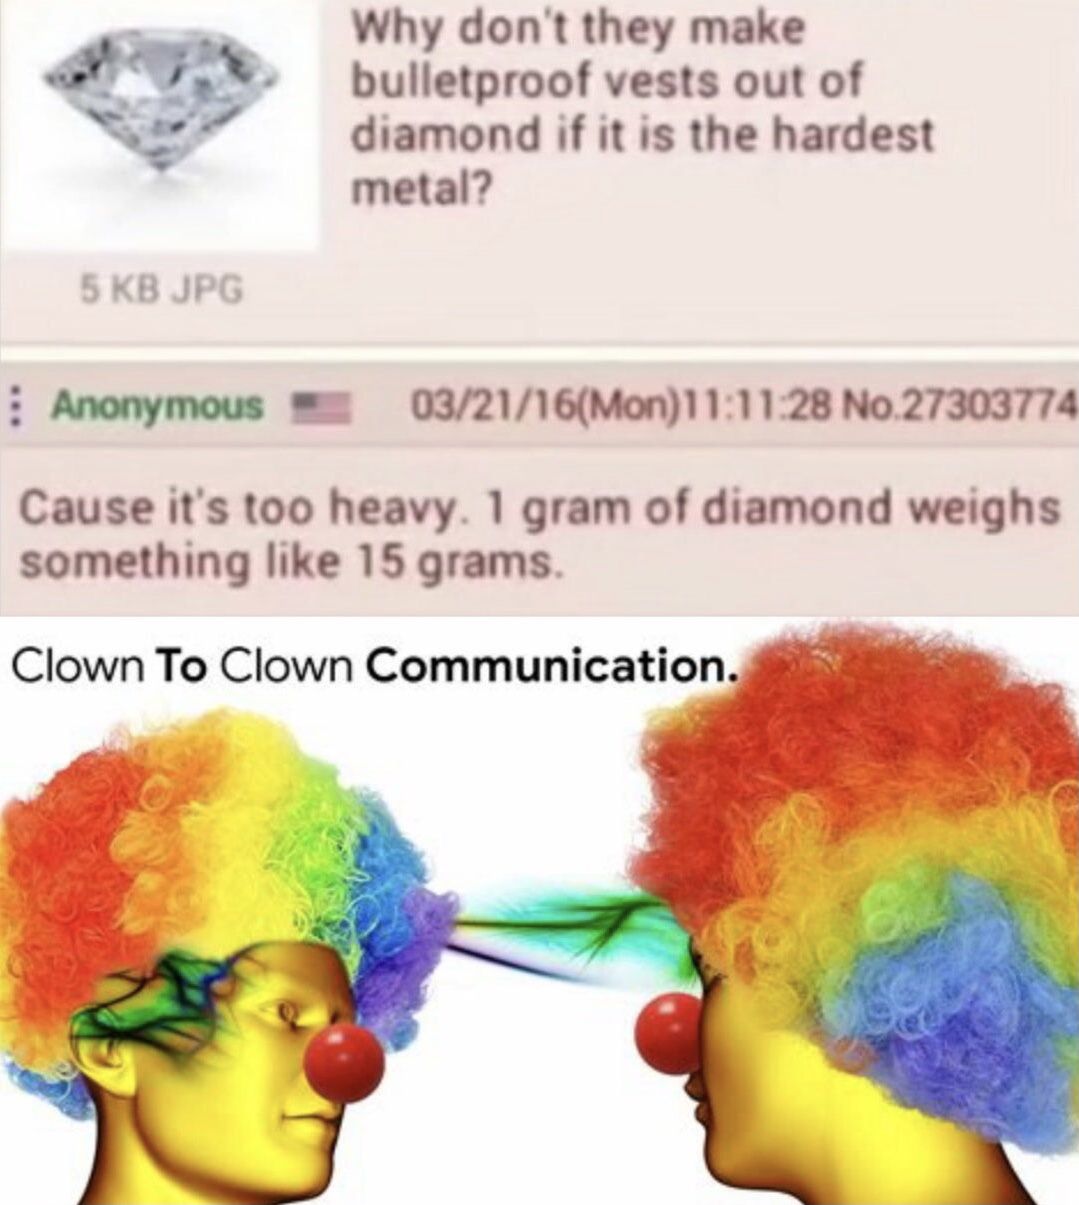 Why don't they make
bulletproof vests out of
diamond if it is the hardest
metal?
5 KB JPG
Anonymous 03/21/16(Mon)11:11:28 No.27303774
Cause it's too heavy. 1 gram of diamond weighs
something like 15 grams.
Clown To Clown Communication.